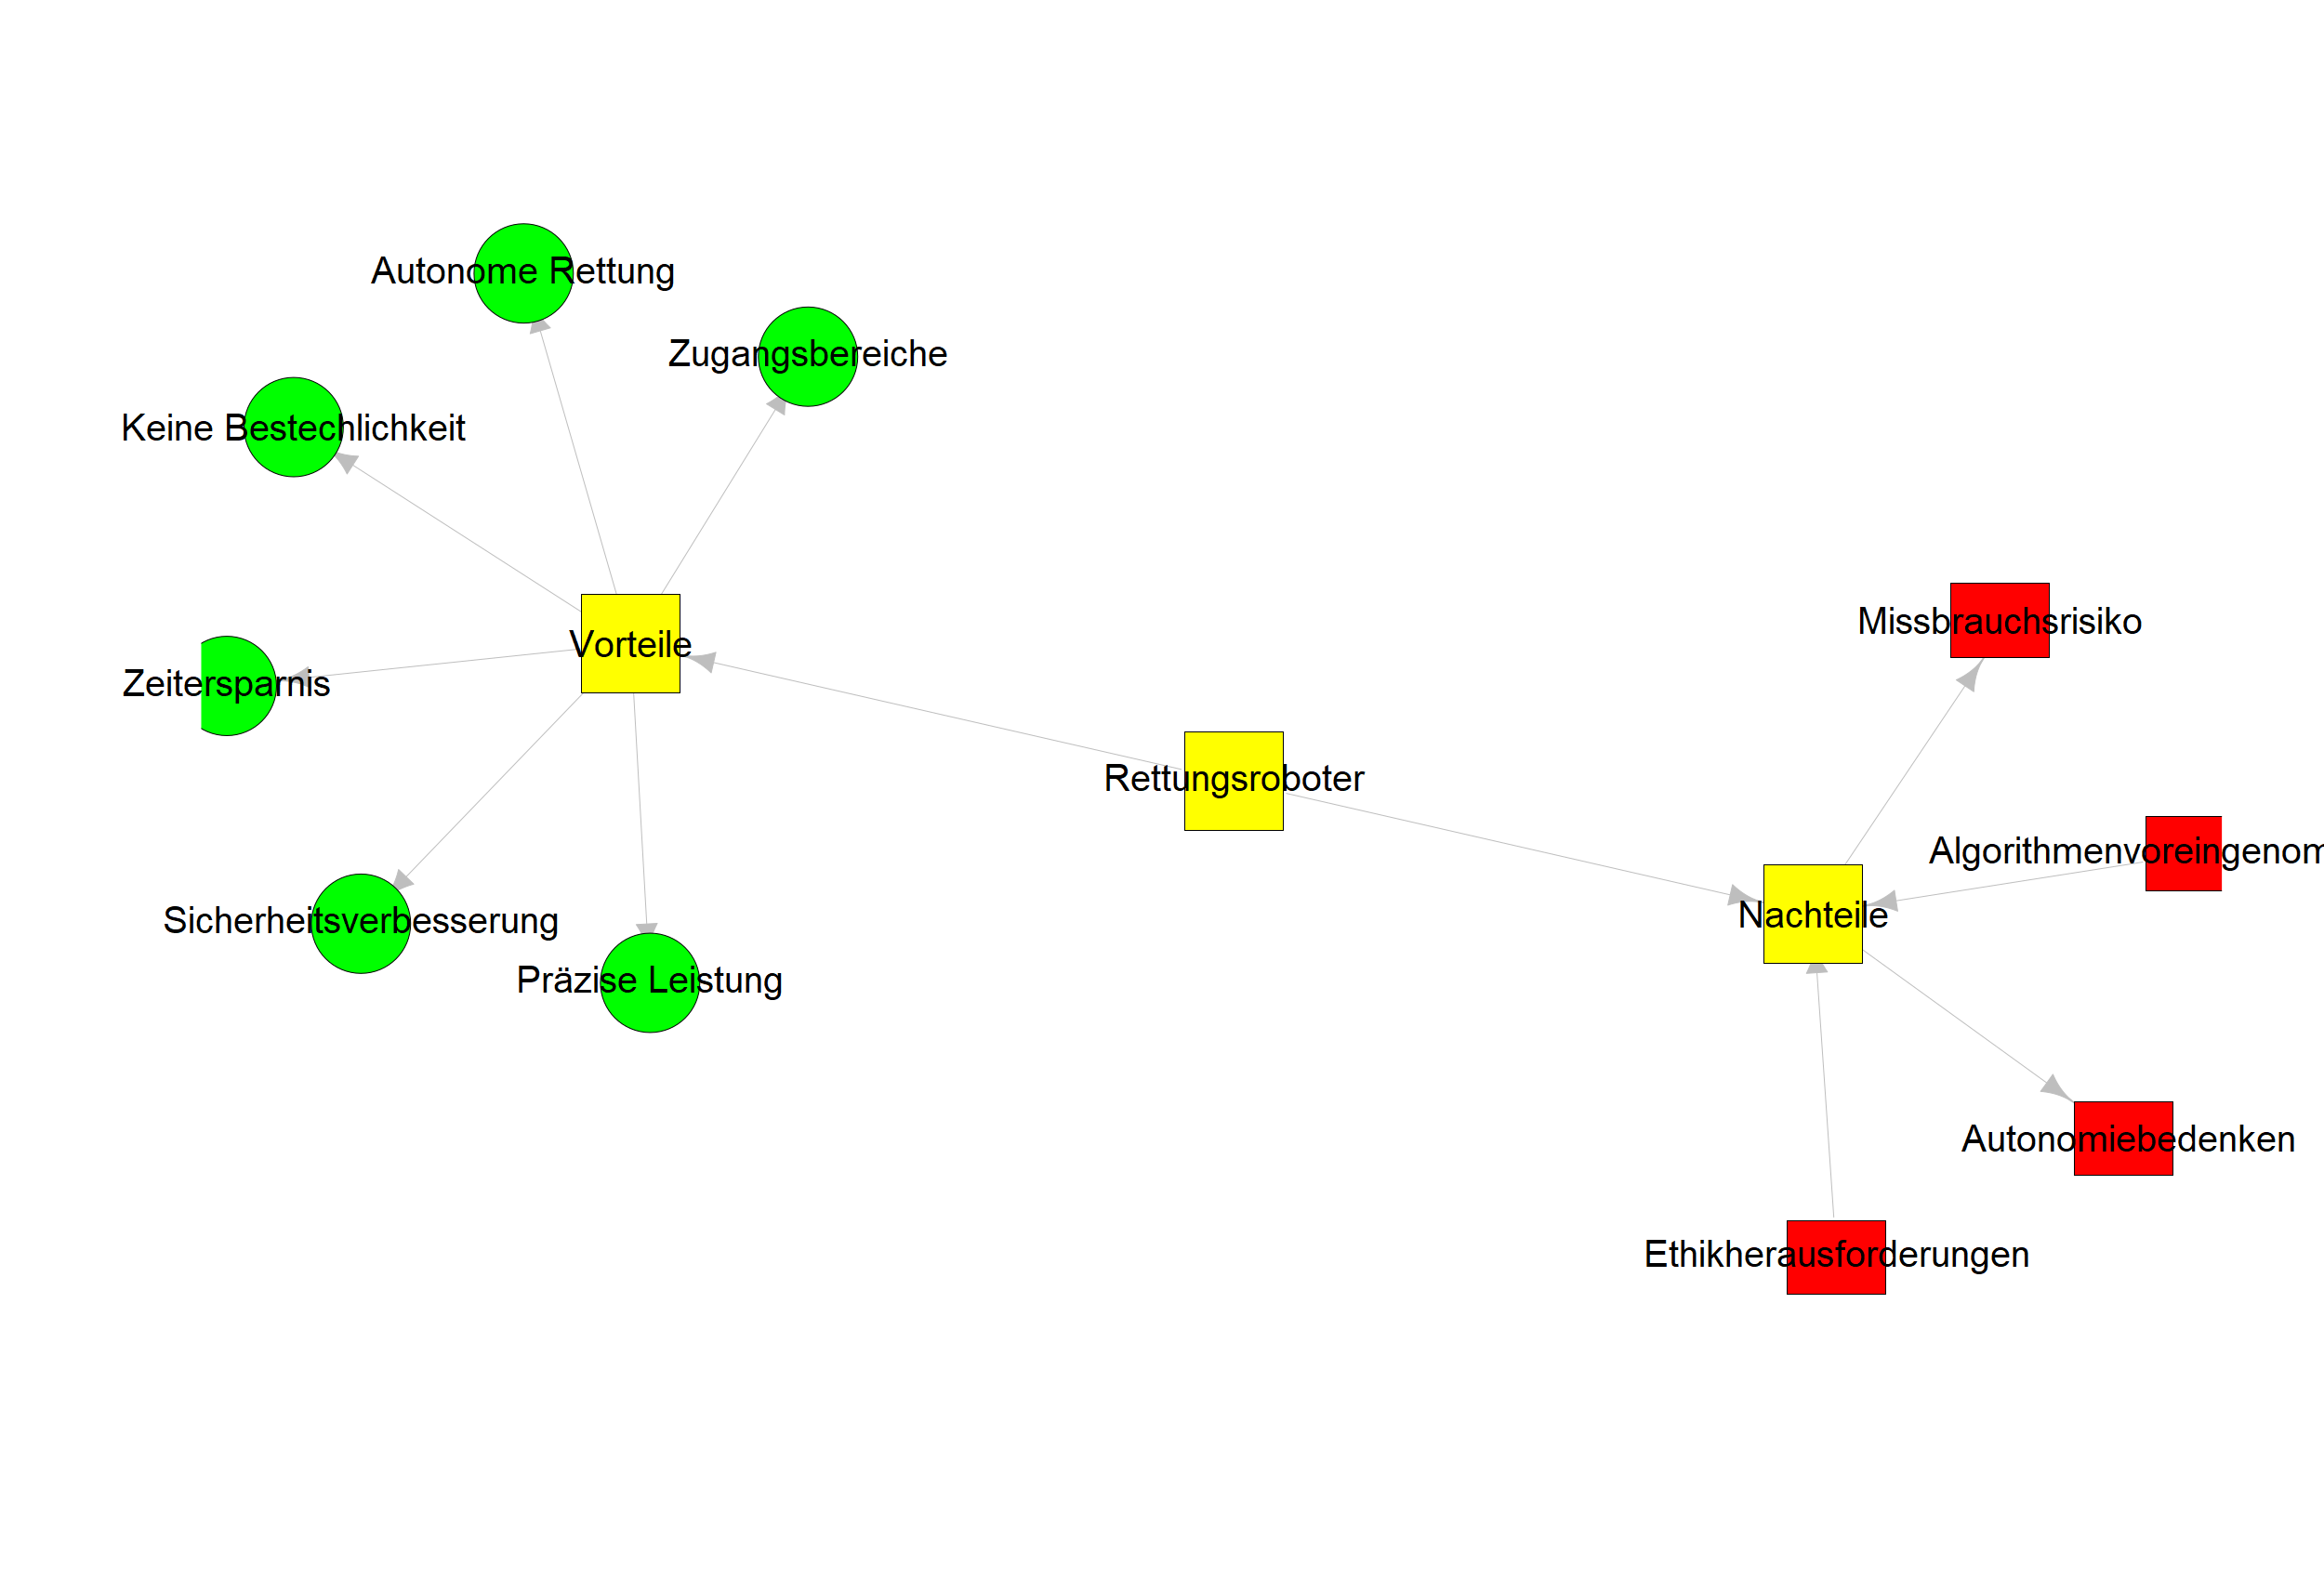 Autonome Rettung
Zugangsbereiche
Keine Bestechlichkeit
Missbrauchsrisiko
Vorteile
Zeitersparnis
Rettungsroboter
Algorithmenvoreingenom
Nachteile
Sicherheitsverbesserung
Präzise Leistung
Autonomiebedenken
Ethikherausforderungen